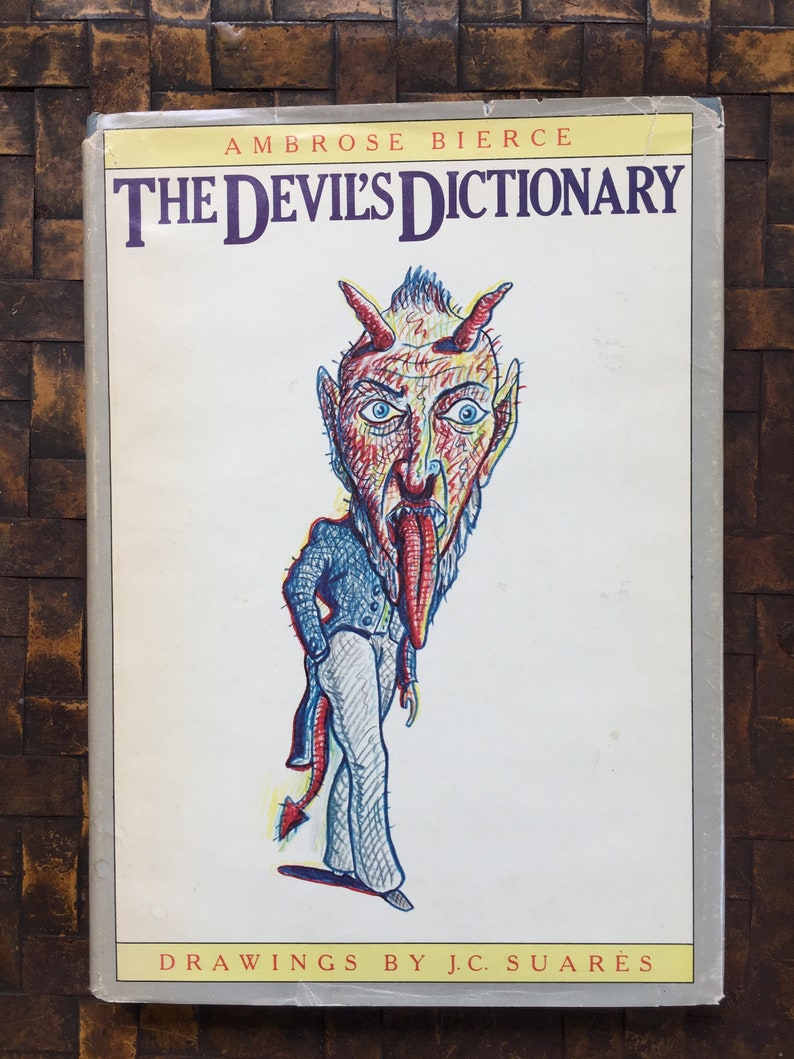 AMBROSE BIERCE
THE DEVIL'S DICTIONARY
DRAWINGS BY J.C. SUARÈS